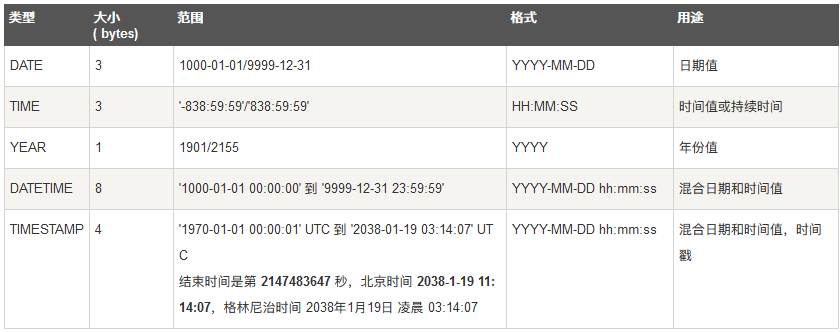 类型 大小 范围 格式 用途
( bytes)
DATE 3 1000-01-01/9999-12-31 YYYY-MM-DD 日期值
TIME 3 '-838:59:59'/'838:59:59' HH:MM:SS 时间值或持续时间
YEAR 1 1901/2155 YYYY 年份值
DATETIME 8 '1000-01-01 00:00:00' 到 '9999-12-31 23:59:59' YYYY-MM-DD hh:mm:ss 混合日期和时间值
TIMESTAMP 4 '1970-01-01 00:00:01' UTC 到 '2038-01-19 03:14:07' UT YYYY-MM-DD hh:mm:ss 混合日期和时间值，时间
C 戳
结束时间是第 2147483647 秒，北京时间 2038-1-19 11:
14:07，格林尼治时间 2038年1月19日 凌晨 03:14:07